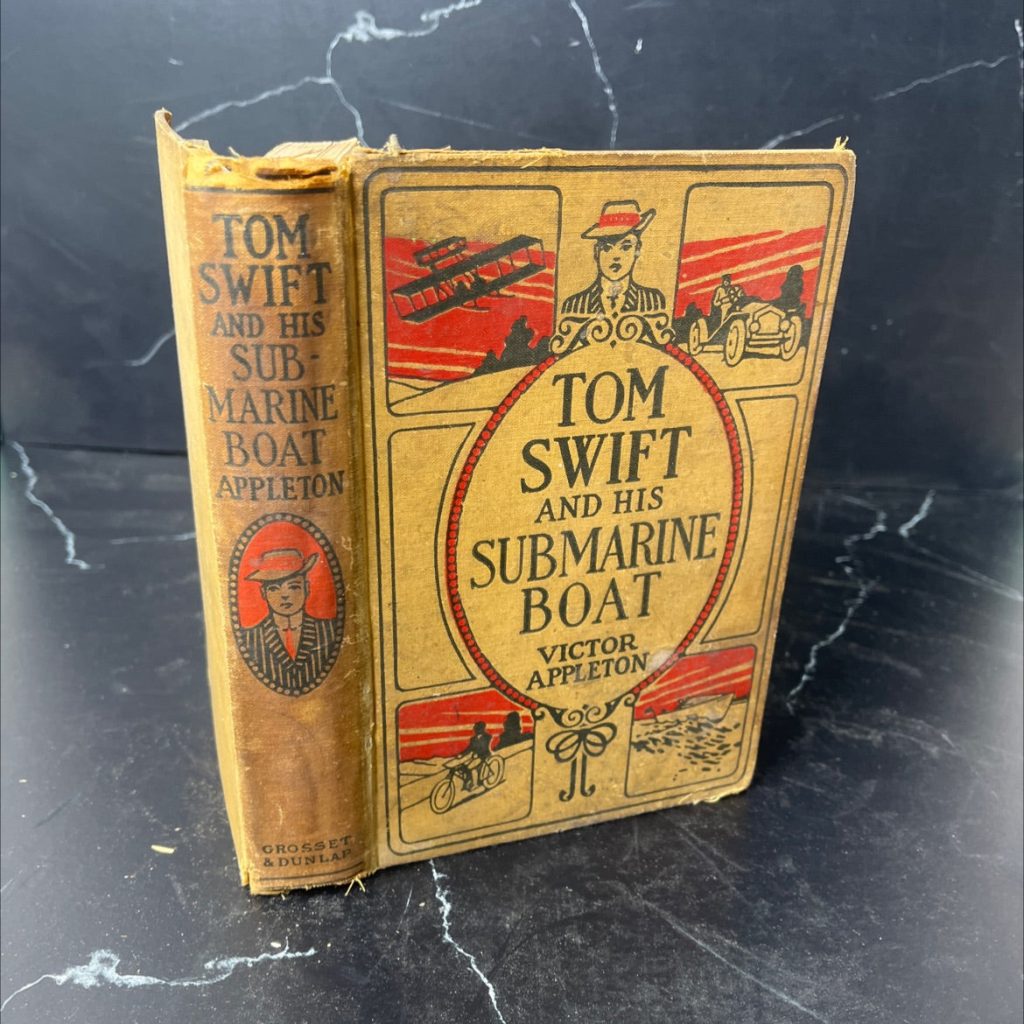 TOM
SWIFT
AND HIS
SUB-
MARINE
BOAT
APPLETON
GROSSET
& DUNLAP
TOM
SWIFT
AND HIS
SUBMARINE
BOAT
VICTOR
APPLETON